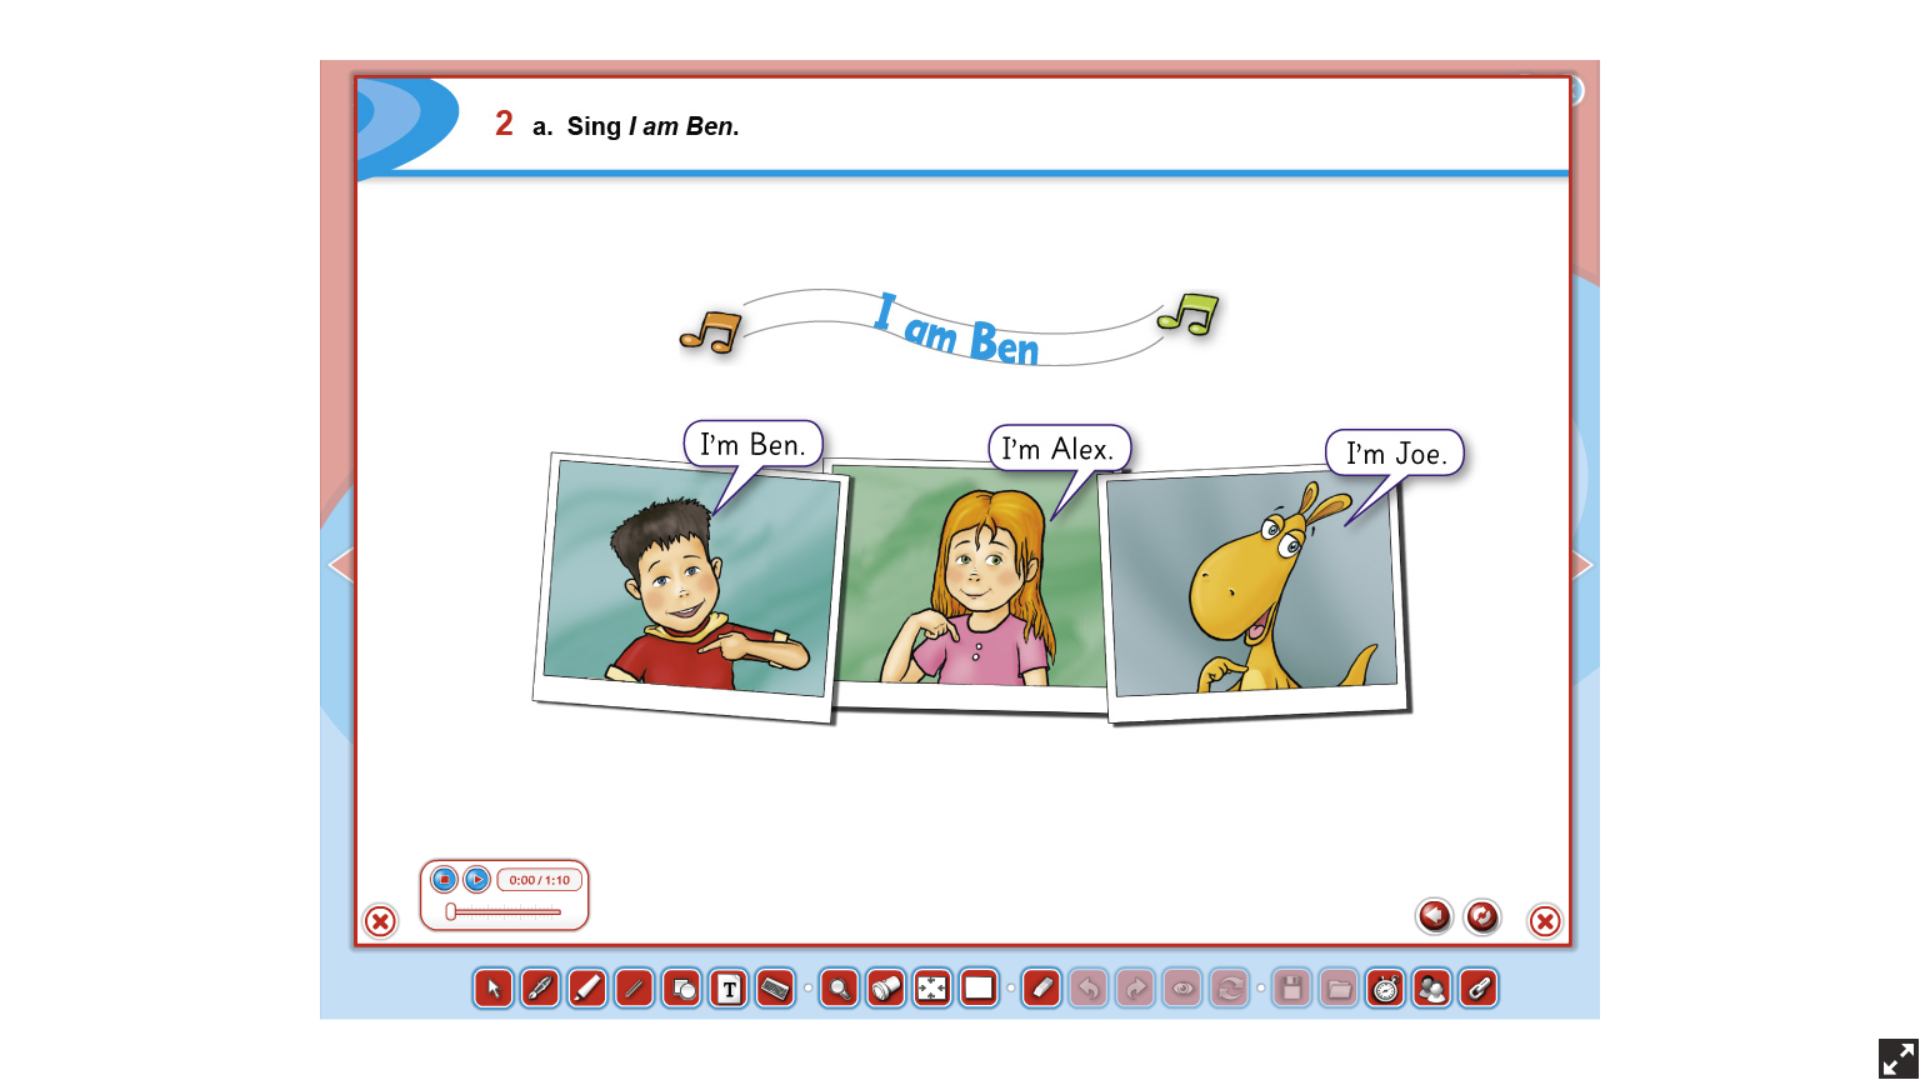 2 a. Sing I am Ben.
I am Ben
I'm Ben.
I'm Alex.
I'm Joe.
0:00 / 1:10
T